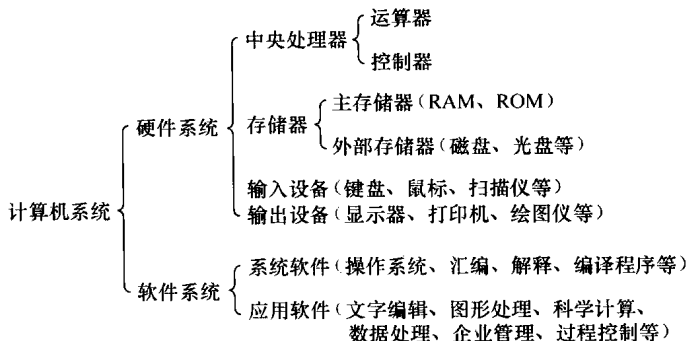 运算器
中央处理器
控制器
主存储器(RAM、ROM)
硬件系统
存储器
外部存储器(磁盘、光盘等)
输入设备(键盘、鼠标、扫描仪等)
计算机系统
输出设备(显示器、打印机、绘图仪等)
系统软件(操作系统、汇编、解释、编译程序等)
软件系统
应用软件(文字编辑、图形处理、科学计算、
数据处理、企业管理、过程控制等)